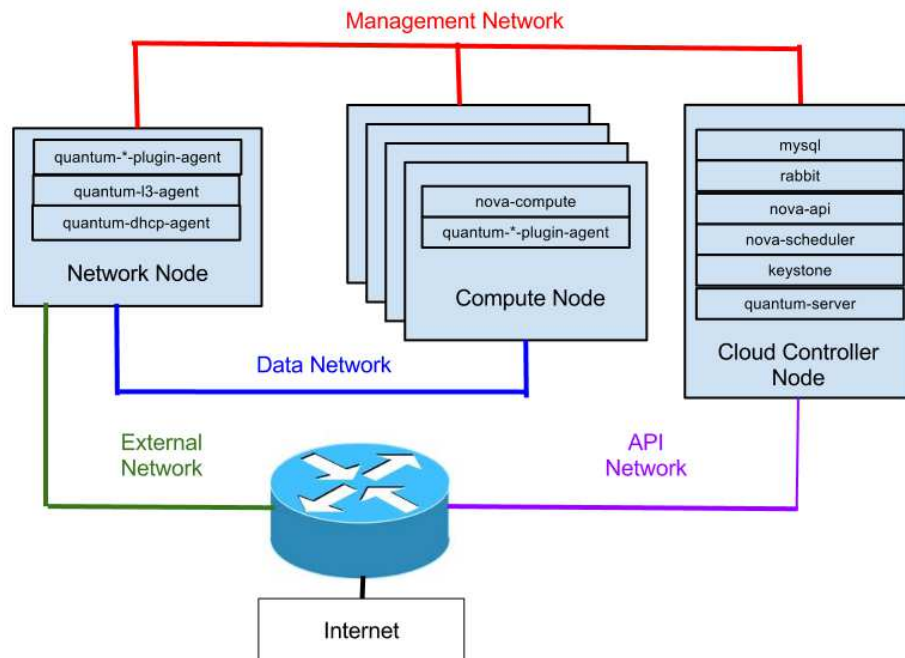 Management Network
quantum-*-plugin-agent
quantum-l3-agent
quantum-dhcp-agent
Network Node
nova-compute
quantum-*-plugin-agent
Compute Node
mysql
rabbit
nova-api
nova-scheduler
keystone
quantum-server
Cloud Controller
Node
Data Network
External
Network
API
Network
Internet